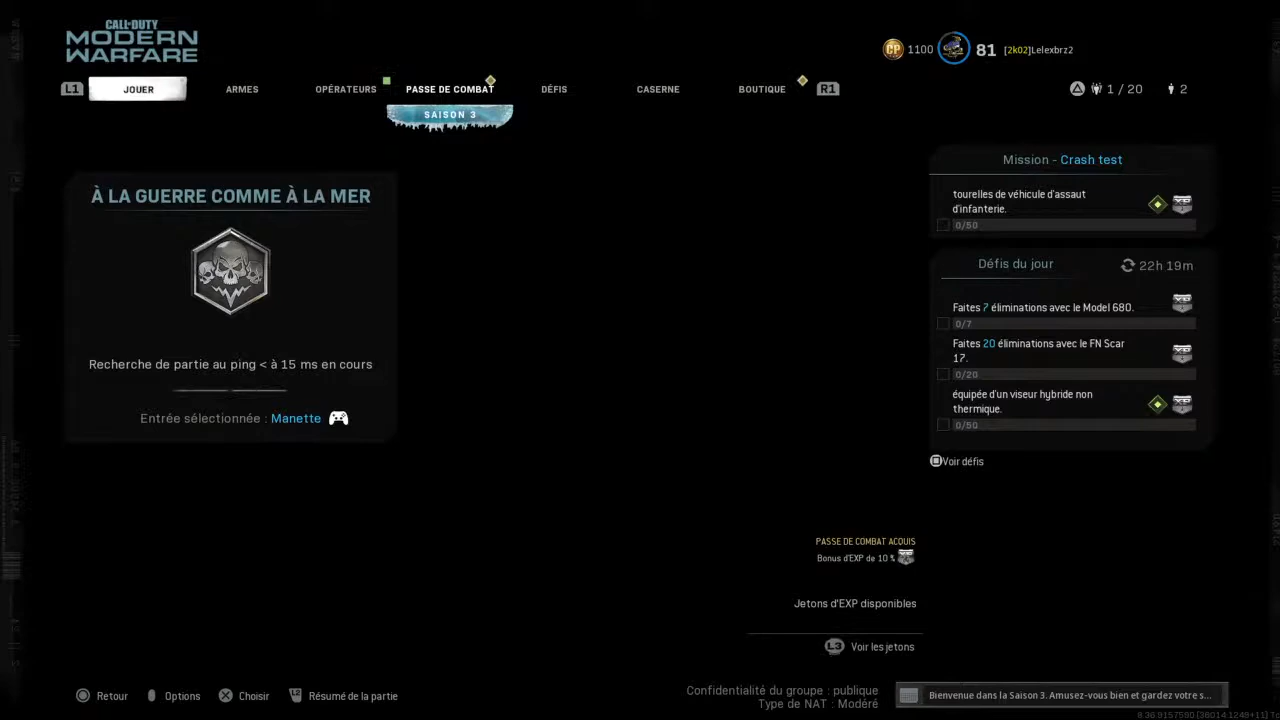 CALL OF DUTY
MODERN
WARFARE
CP 1100 81 [2k02]Lelexbrz2
L1 JOUER ARMES OPÉRATEURS PASSE DE COMBAT DÉFIS CASERNE BOUTIQUE R1 1 / 20 2
SAISON 3
Mission - Crash test
tourelles de véhicule d'assaut
d'infanterie.
0/50
À LA GUERRE COMME À LA MER
Recherche de partie au ping < à 15 ms en cours
Entrée sélectionnée : Manette
Défis du jour 22h 19m
Faites 7 éliminations avec le Model 680.
0/7
Faites 20 éliminations avec le FN Scar
17.
0/20
équipée d'un viseur hybride non
thermique.
0/50
Voir défis
PASSE DE COMBAT ACQUIS
Bonus d'EXP de 10 %
Jetons d'EXP disponibles
L3 Voir les jetons
Retour Options Choisir L2 Résumé de la partie
Confidentialité du groupe : publique
Type de NAT : Modéré
Bienvenue dans la Saison 3. Amusez-vous bien et gardez votre s...